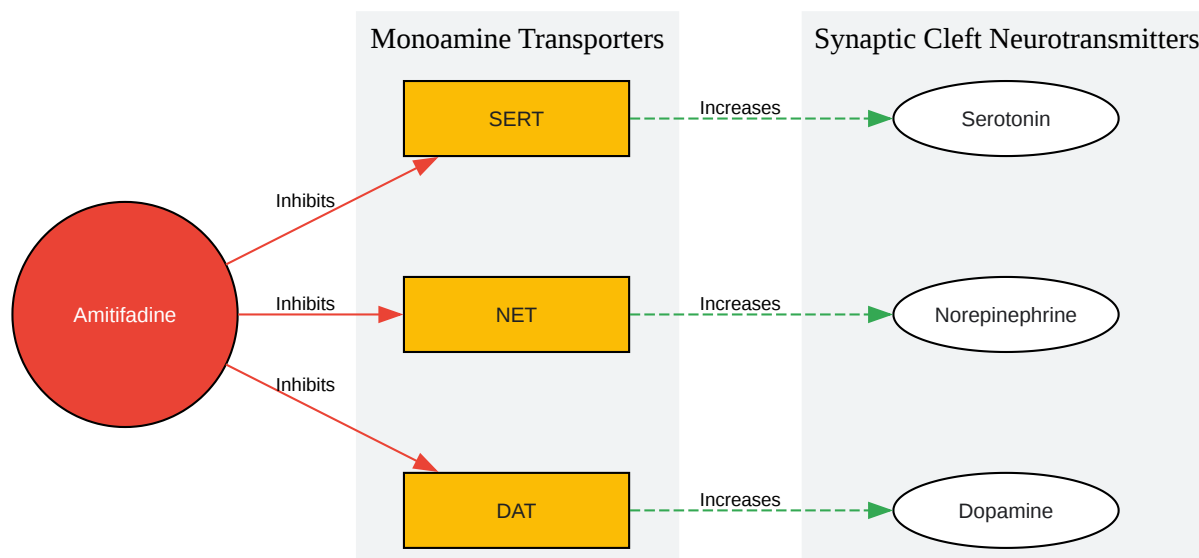 Monoamine Transporters
Synaptic Cleft Neurotransmitters
SERT
Increases
Serotonin
Inhibits
Amitifadine
Inhibits
NET
Increases
Norepinephrine
Inhibits
DAT
Increases
Dopamine